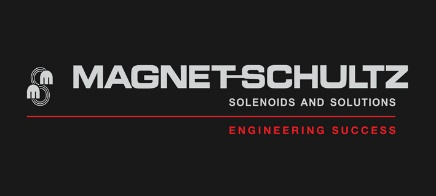 MAGNET-SCHULTZ
SOLENOIDS AND SOLUTIONS
ENGINEERING SUCCESS